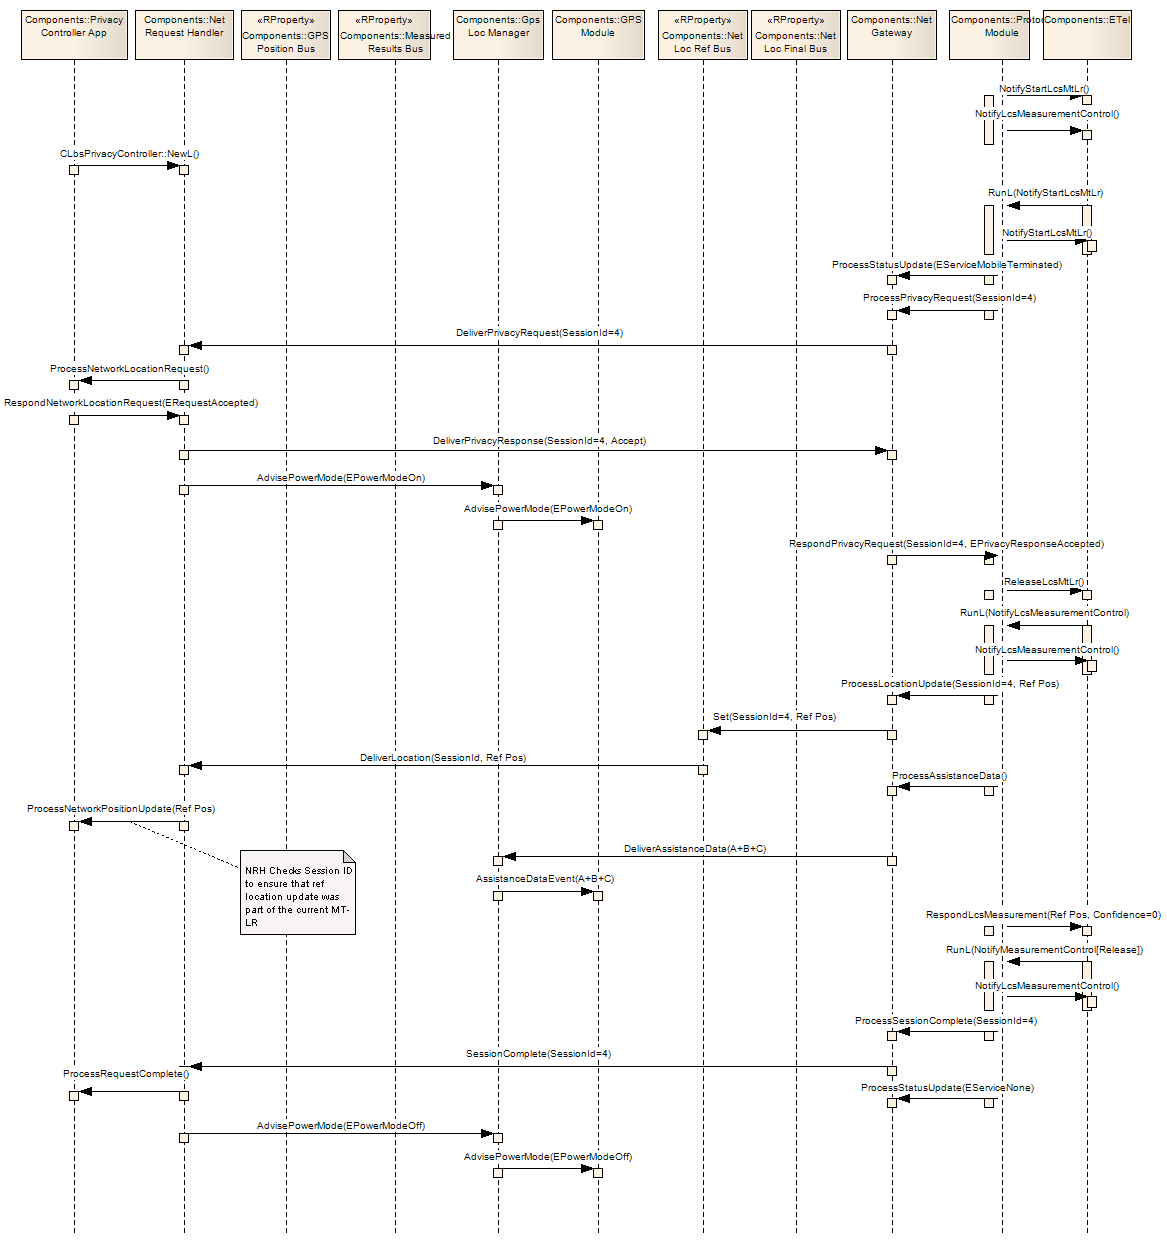 Components::Privacy
Controller App
Components::Net
Request Handler
«RProperty»
Components::GPS
Position Bus
«RProperty»
Components::Measured
Results Bus
Components::Gps
Loc Manager
Components::GPS
Module
«RProperty»
Components::Net
Loc Ref Bus
«RProperty»
Components::Net
Loc Final Bus
Components::Net
Gateway
Components::Protoc
Module
Components::ETel
NotifyStartLcsMtLr()
NotifyLcsMeasurementControl()
CLbsPrivacyController::NewL()
RunL(NotifyStartLcsMtLr)
NotifyStartLcsMtLr()
ProcessStatusUpdate(EServiceMobileTerminated)
ProcessPrivacyRequest(SessionId=4)
DeliverPrivacyRequest(SessionId=4)
ProcessNetworkLocationRequest()
RespondNetworkLocationRequest(ERequestAccepted)
DeliverPrivacyResponse(SessionId=4, Accept)
AdvisePowerMode(EPowerModeOn)
AdvisePowerMode(EPowerModeOn)
RespondPrivacyRequest(SessionId=4, EPrivacyResponseAccepted)
ReleaseLcsMtLr()
RunL(NotifyLcsMeasurementControl)
NotifyLcsMeasurementControl()
ProcessLocationUpdate(SessionId=4, Ref Pos)
Set(SessionId=4, Ref Pos)
DeliverLocation(SessionId, Ref Pos)
ProcessAssistanceData()
ProcessNetworkPositionUpdate(Ref Pos)
DeliverAssistanceData(A+B+C)
NRH Checks Session ID
to ensure that ref
location update was
part of the current MT-
LR
AssistanceDataEvent(A+B+C)
RespondLcsMeasurement(Ref Pos, Confidence=0)
RunL(NotifyMeasurementControl[Release])
NotifyLcsMeasurementControl()
ProcessSessionComplete(SessionId=4)
SessionComplete(SessionId=4)
ProcessRequestComplete()
ProcessStatusUpdate(EServiceNone)
AdvisePowerMode(EPowerModeOff)
AdvisePowerMode(EPowerModeOff)